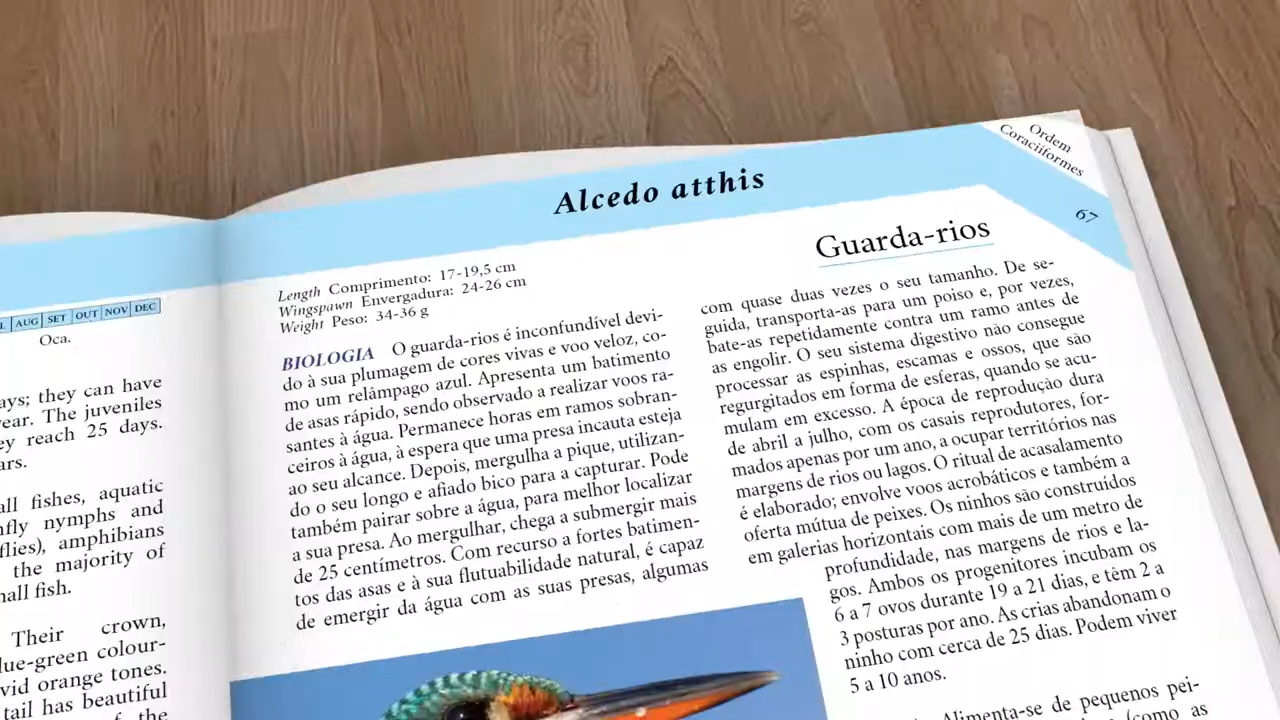 L AUG SET OUT NOV DEC
Oca.
ays; they can have
year. The juveniles
ey reach 25 days.
ars.
all fishes, aquatic
nfly nymphs and
flies), amphibians
the majority of
nall fish.
Their crown,
lue-green colour-
vid orange tones.
tail has beautiful
the
Alcedo atthis
Ordem
Coraciiformes
67
Guarda-rios
Length Comprimento: 17-19,5 cm
Wingspawn Envergadura: 24-26 cm
Weight Peso: 34-36 g
BIOLOGIA O guarda-rios é inconfundível devi-
do à sua plumagem de cores vivas e voo veloz, co-
mo um relâmpago azul. Apresenta um batimento
de asas rápido, sendo observado a realizar voos ra-
santes à água. Permanece horas em ramos sobran-
ceiros à água, à espera que uma presa incauta esteja
ao seu alcance. Depois, mergulha a pique, utilizan-
do o seu longo e afiado bico para a capturar. Pode
também pairar sobre a água, para melhor localizar
a sua presa. Ao mergulhar, chega a submergir mais
de 25 centímetros. Com recurso a fortes batimen-
tos das asas e à sua flutuabilidade natural, é capaz
de emergir da água com as suas presas, algumas
com quase duas vezes o seu tamanho. De se-
guida, transporta-as para um poiso e, por vezes,
bate-as repetidamente contra um ramo antes de
as engolir. O seu sistema digestivo não consegue
processar as espinhas, escamas e ossos, que são
regurgitados em forma de esferas, quando se acu-
mulam em excesso. A época de reprodução dura
de abril a julho, com os casais reprodutores, for-
mados apenas por um ano, a ocupar territórios nas
margens de rios ou lagos. O ritual de acasalamento
é elaborado; envolve voos acrobáticos e também a
oferta mútua de peixes. Os ninhos são construídos
em galerias horizontais com mais de um metro de
profundidade, nas margens de rios e la-
gos. Ambos os progenitores incubam os
6 a 7 ovos durante 19 a 21 dias, e têm 2 a
3 posturas por ano. As crias abandonam o
ninho com cerca de 25 dias. Podem viver
5 a 10 anos.
Alimenta-se de pequenos pei-
(como as